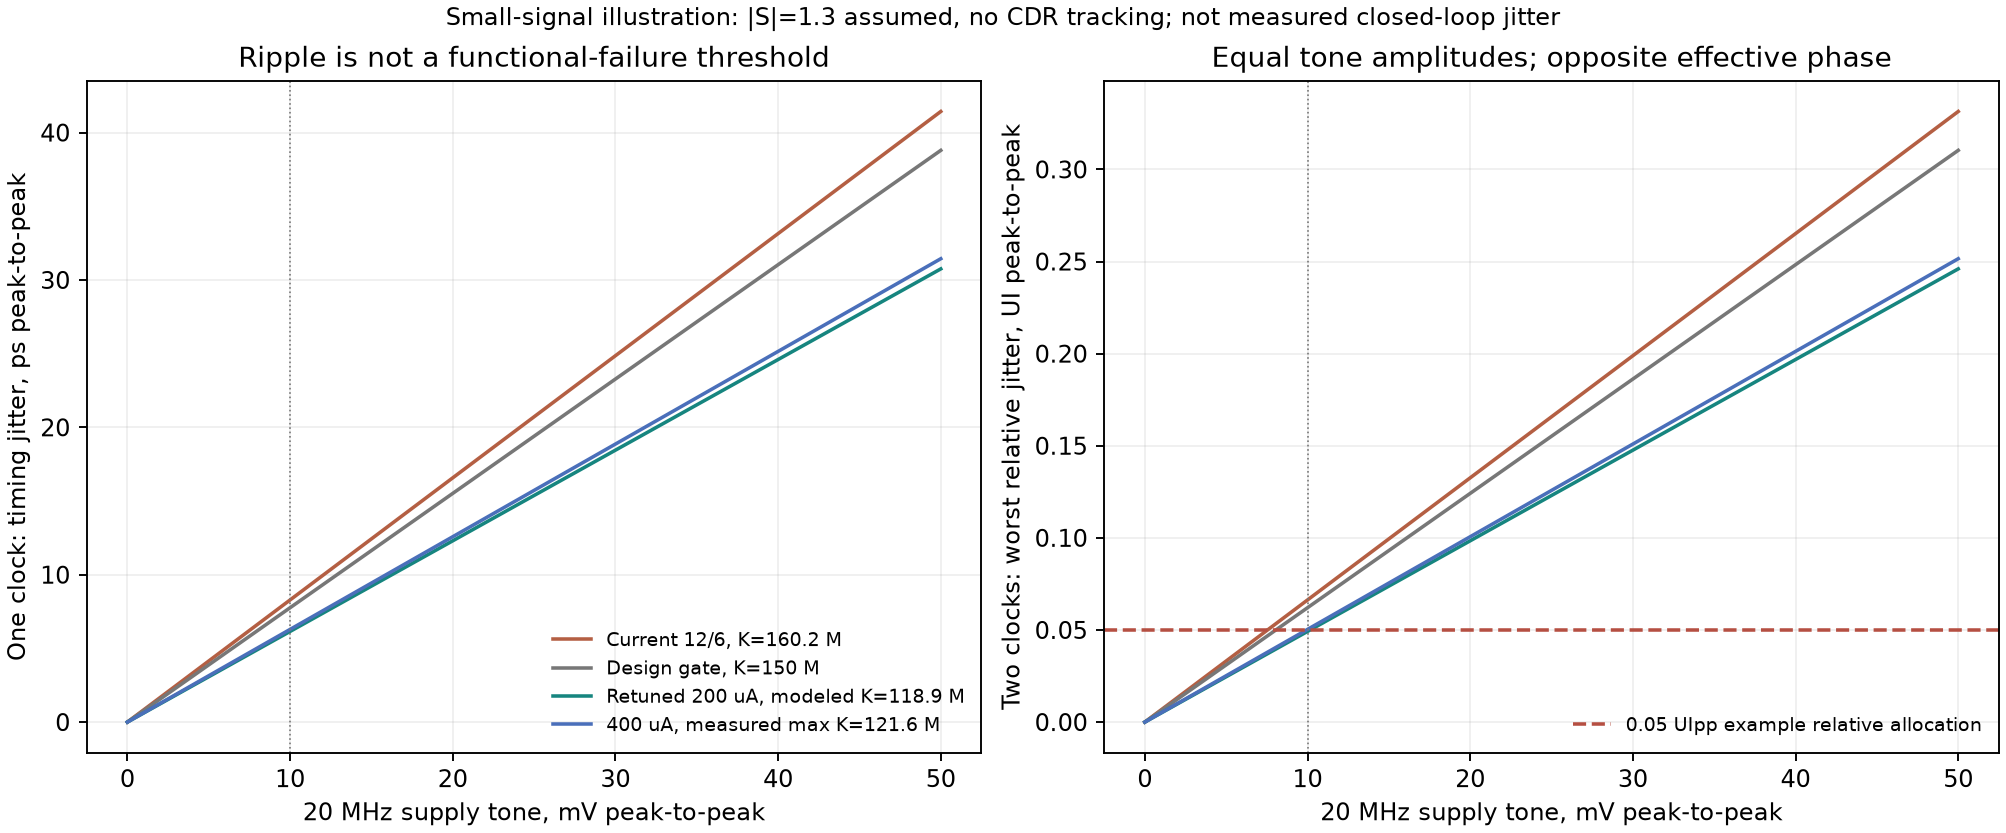 Small-signal illustration: |S|=1.3 assumed, no CDR tracking; not measured closed-loop jitter
Ripple is not a functional-failure threshold
One clock: timing jitter, ps peak-to-peak
40
30
20
10
0
Current 12/6, K=160.2 M
Design gate, K=150 M
Retuned 200 uA, modeled K=118.9 M
400 uA, measured max K=121.6 M
0 10 20 30 40 50
20 MHz supply tone, mV peak-to-peak
Equal tone amplitudes; opposite effective phase
Two clocks: worst relative jitter, UI peak-to-peak
0.30
0.25
0.20
0.15
0.10
0.05
0.00
0.05 UIpp example relative allocation
0 10 20 30 40 50
20 MHz supply tone, mV peak-to-peak